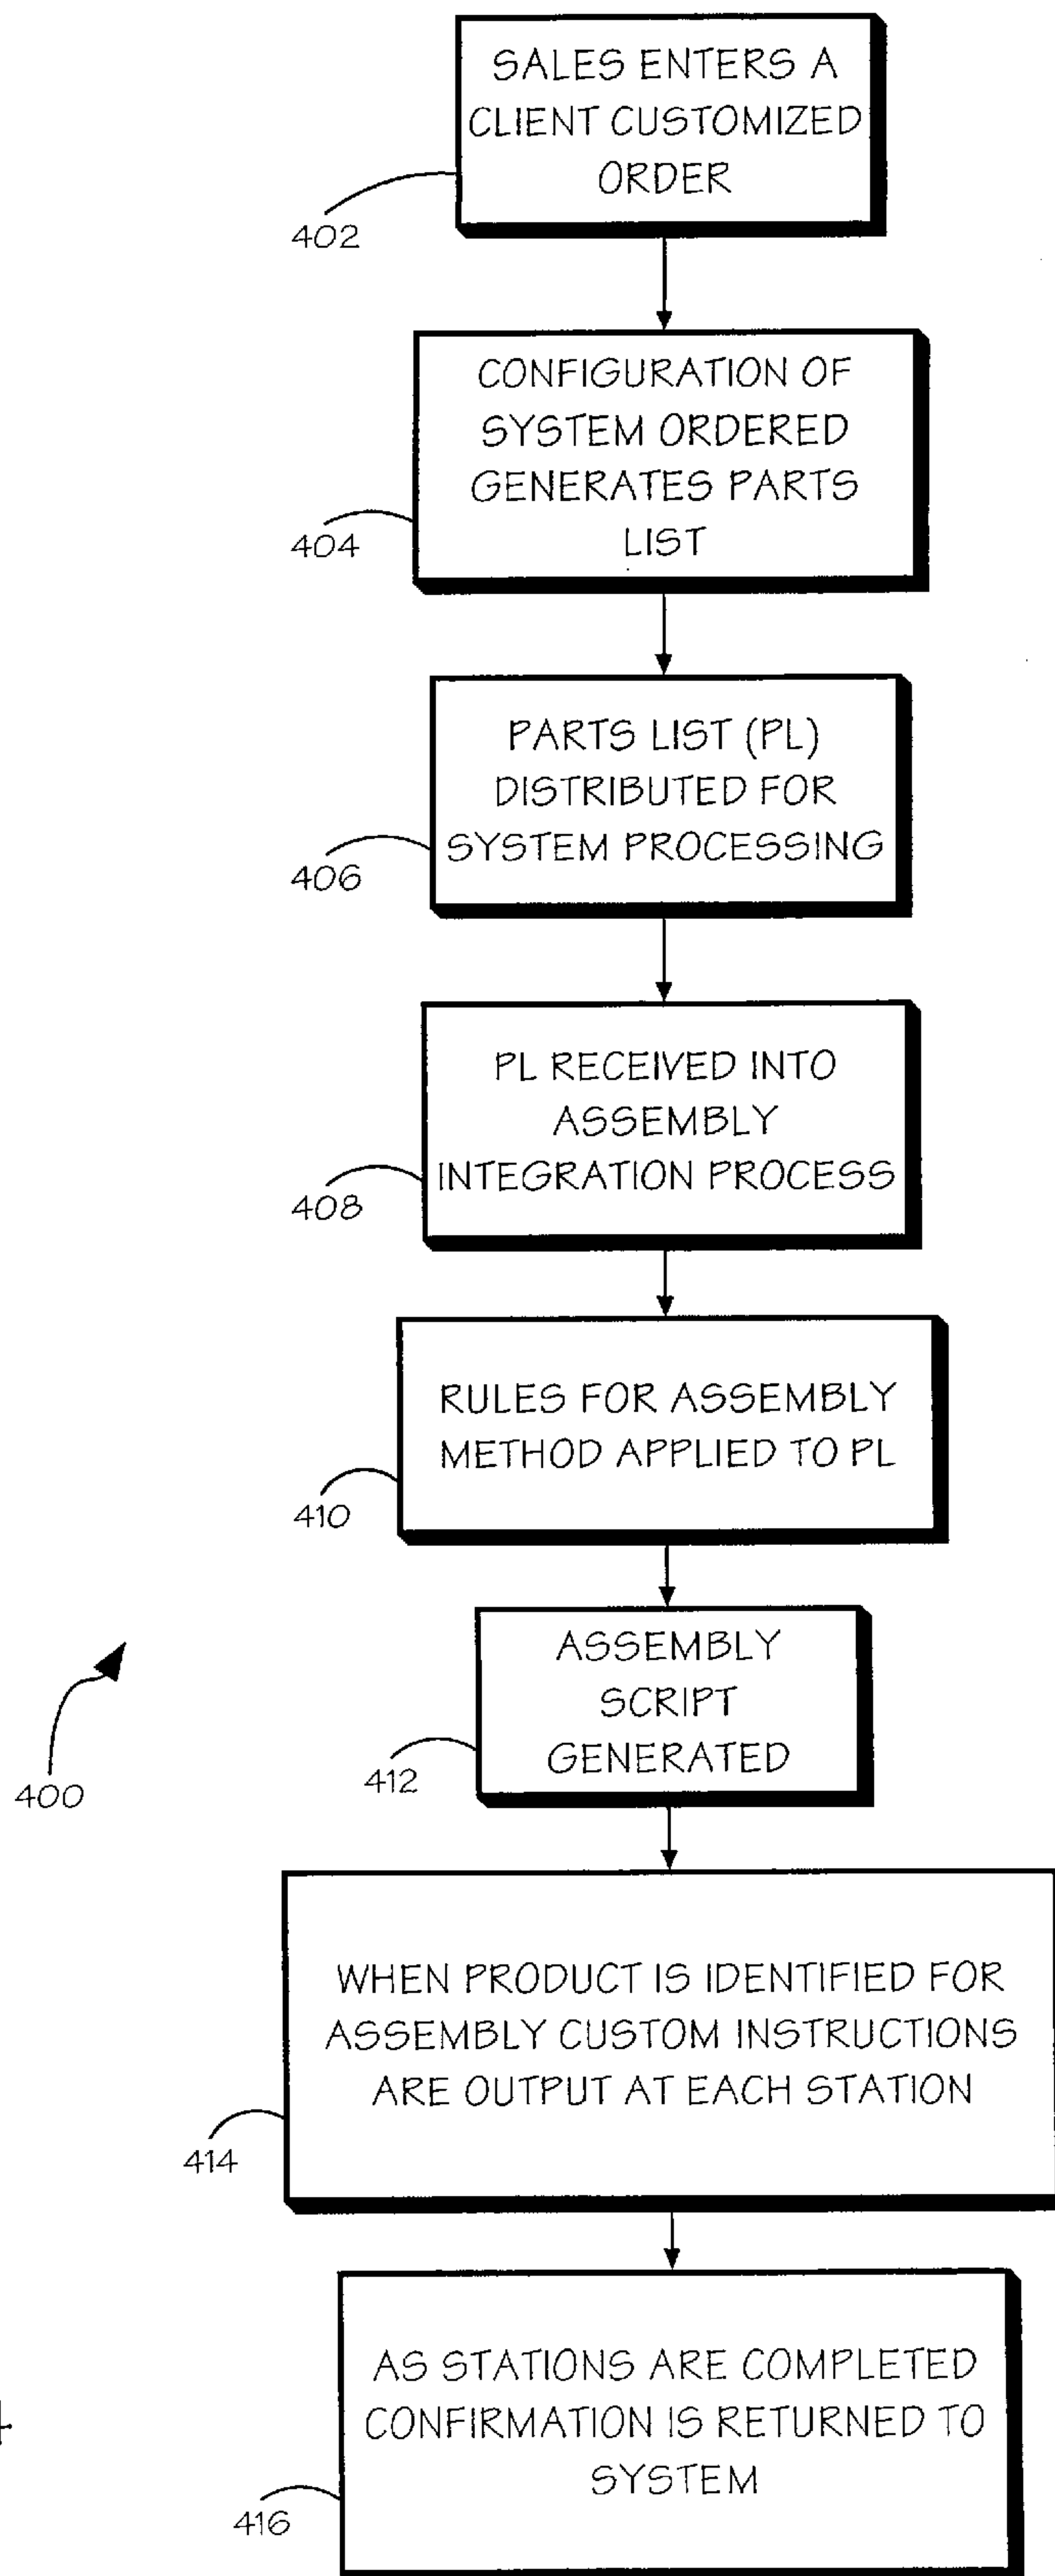 SALES ENTERS A
CLIENT CUSTOMIZED
ORDER
402
CONFIGURATION OF
SYSTEM ORDERED
GENERATES PARTS
LIST
404
PARTS LIST (PL)
DISTRIBUTED FOR
SYSTEM PROCESSING
406
PL RECEIVED INTO
ASSEMBLY
INTEGRATION PROCESS
408
RULES FOR ASSEMBLY
METHOD APPLIED TO PL
410
ASSEMBLY
SCRIPT
GENERATED
412
400
WHEN PRODUCT IS IDENTIFIED FOR
ASSEMBLY CUSTOM INSTRUCTIONS
ARE OUTPUT AT EACH STATION
414
AS STATIONS ARE COMPLETED
CONFIRMATION IS RETURNED TO
SYSTEM
416